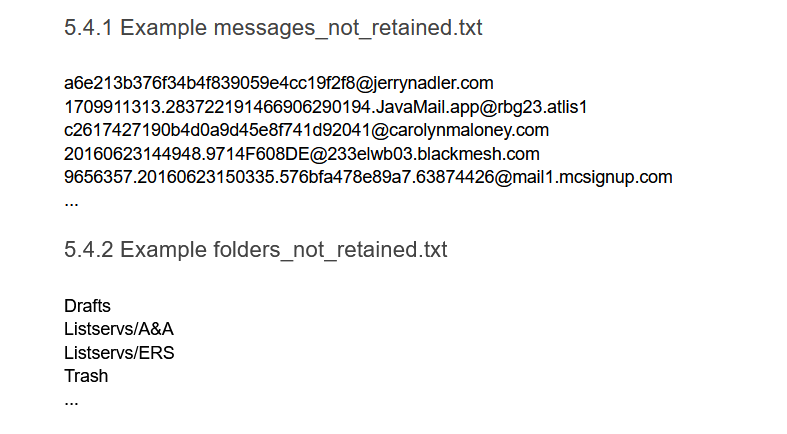 5.4.1 Example messages_not_retained.txt
a6e213b376f34b4f839059e4cc19f2f8@jerrynadler.com
1709911313.283722191466906290194.JavaMail.app@rbg23.atlis1
c2617427190b4d0a9d45e8f741d92041@carolynmaloney.com
20160623144948.9714F608DE@233elwb03.blackmesh.com
9656357.20160623150335.576bfa478e89a7.63874426@mail1.mcsignup.com
...
5.4.2 Example folders_not_retained.txt
Drafts
Listservs/A&A
Listservs/ERS
Trash
...